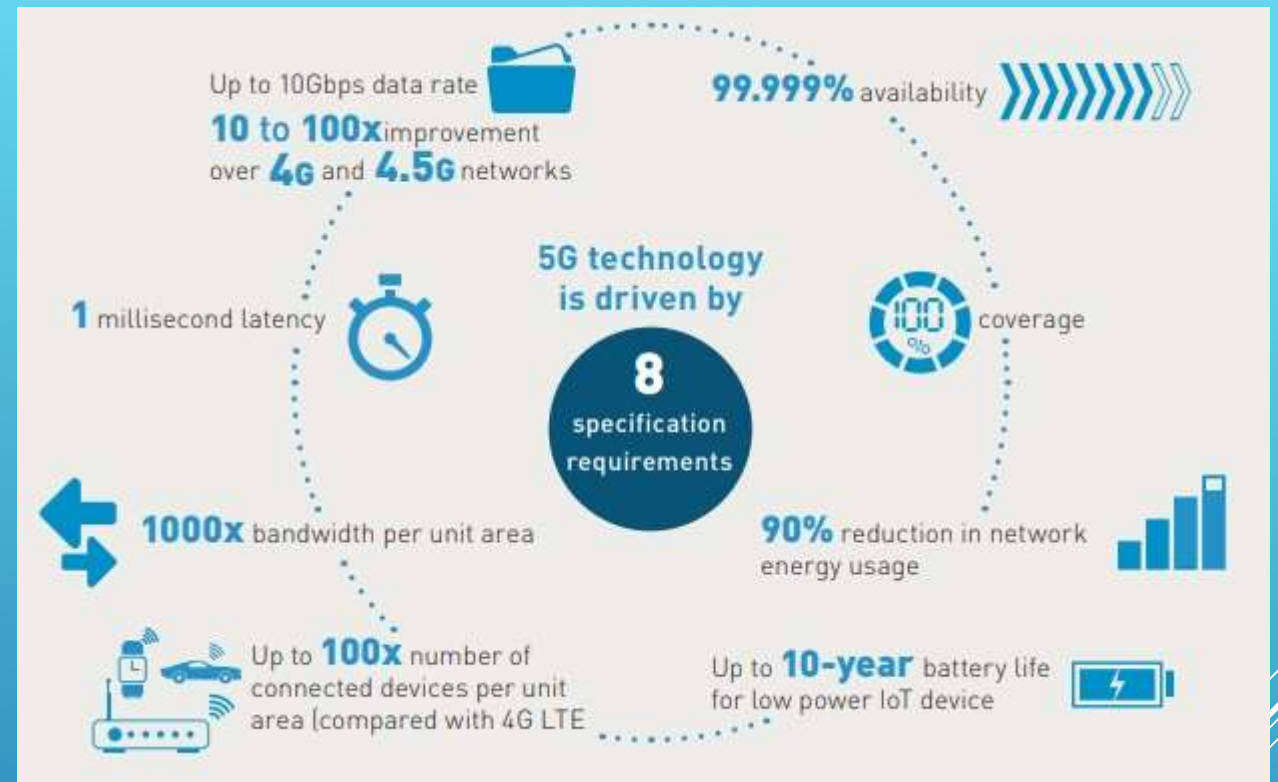 Up to 10Gbps data rate
10 to 100x improvement
over 4G and 4.5G networks
99.999% availability
5G technology
is driven by
8
specification
requirements
1 millisecond latency
100
%
coverage
1000x bandwidth per unit area
90% reduction in network
energy usage
Up to 100x number of
connected devices per unit
area (compared with 4G LTE
Up to 10-year battery life
for low power IoT device